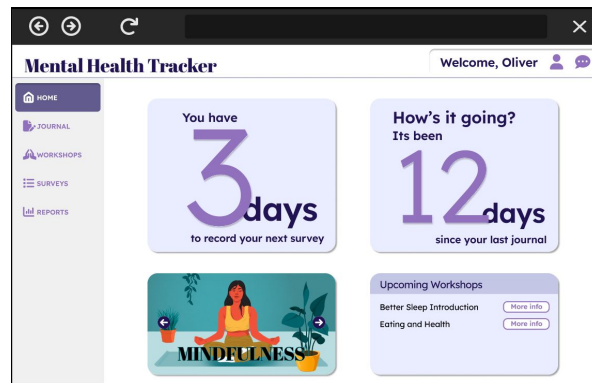 Mental Health Tracker
Welcome, Oliver
HOME
JOURNAL
WORKSHOPS
SURVEYS
REPORTS
You have
3 days
to record your next survey
How's it going?
Its been
12 days
since your last journal
MINDFULNESS
Upcoming Workshops
Better Sleep Introduction More info
Eating and Health More info